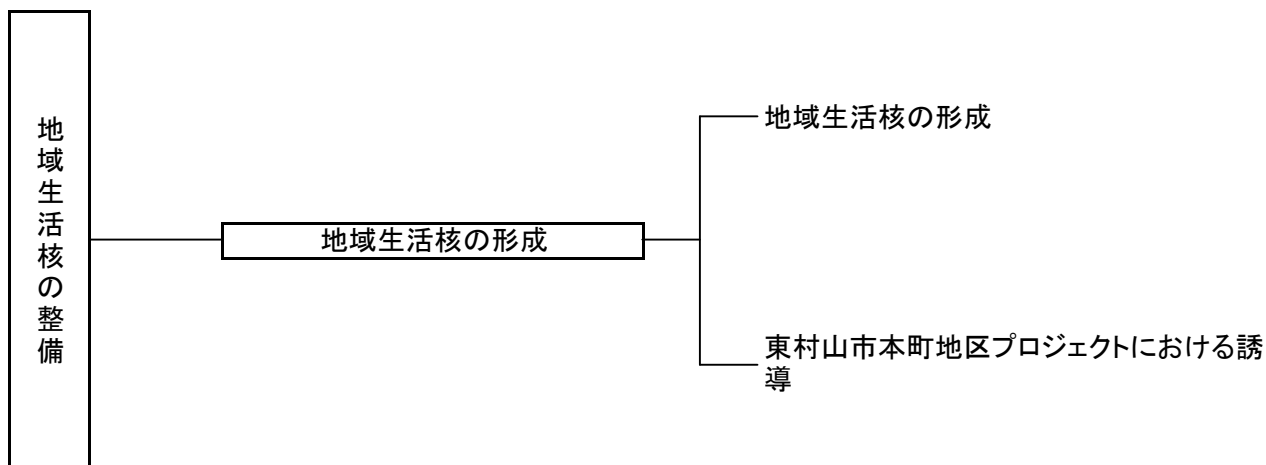 地域生活核の整備
地域生活核の形成
地域生活核の形成
東村山市本町地区プロジェクトにおける誘
導